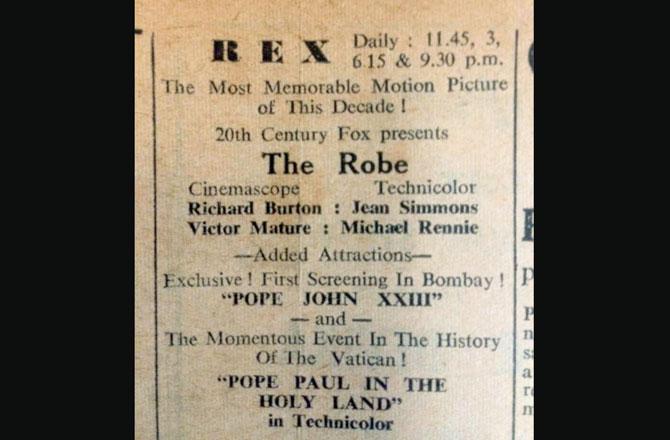 REX Daily : 11.45, 3,
6.15 & 9.30 p.m.
The Most Memorable Motion Picture
of This Decade !
20th Century Fox presents
The Robe
Cinemascope Technicolor
Richard Burton : Jean Simmons
Victor Mature : Michael Rennie
—Added Attractions—
Exclusive ! First Screening In Bombay !
"POPE JOHN XXIII"
— and —
The Momentous Event In The History
Of The Vatican !
"POPE PAUL IN THE
HOLY LAND"
in Technicolor